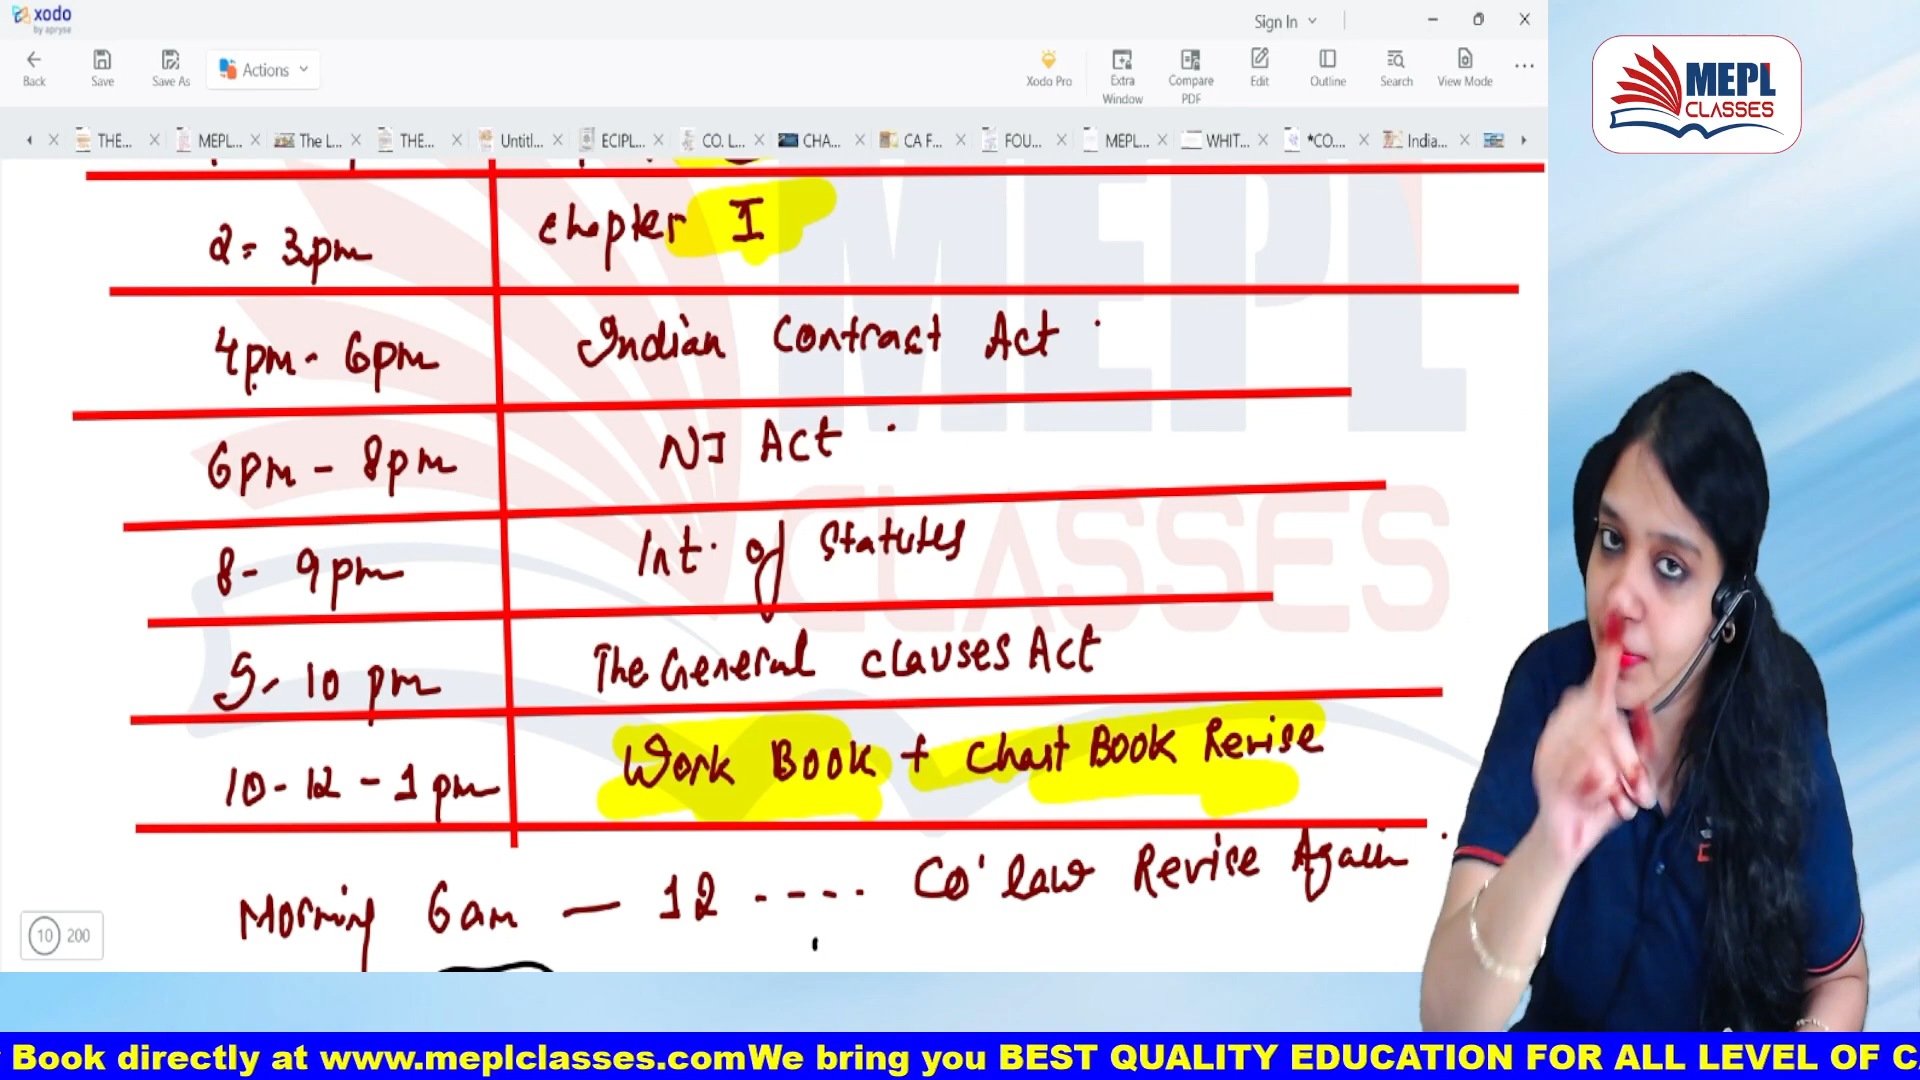 xodo
by apryse
Sign In
Back
Save
Save As
Actions
Xodo Pro
Extra Window
Compare PDF
Edit
Outline
Search
View Mode
THE...
MEPL...
The L...
THE...
Untitl...
ECIPL...
CO. L...
CHA...
CA F...
FOU...
MEPL...
WHIT...
*CO....
India...
MEPL
CLASSES
MEPL
CLASSES
2 - 3pm Chapter I
4pm - 6pm Indian Contract Act
6pm - 8pm NI Act
8 - 9pm Int. of Statutes
9 - 10 pm The General Clauses Act
10 - 12 - 1 pm Work Book + Chart Book Revise
Morning 6am — 12 ---- Co' law Revise Again
10 200
Book directly at www.meplclasses.comWe bring you BEST QUALITY EDUCATION FOR ALL LEVEL OF